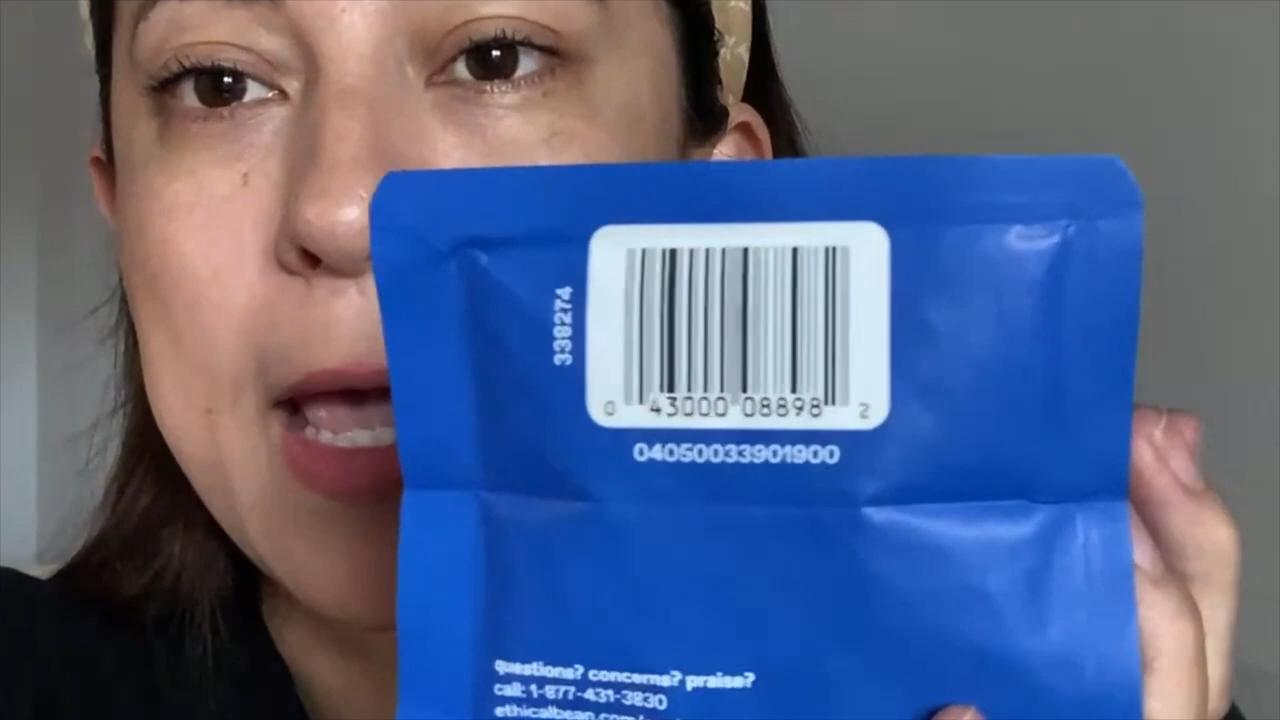 338274
0 43000 08898 2
04050033901900
questions? concerns? praise?
call: 1-877-431-3830